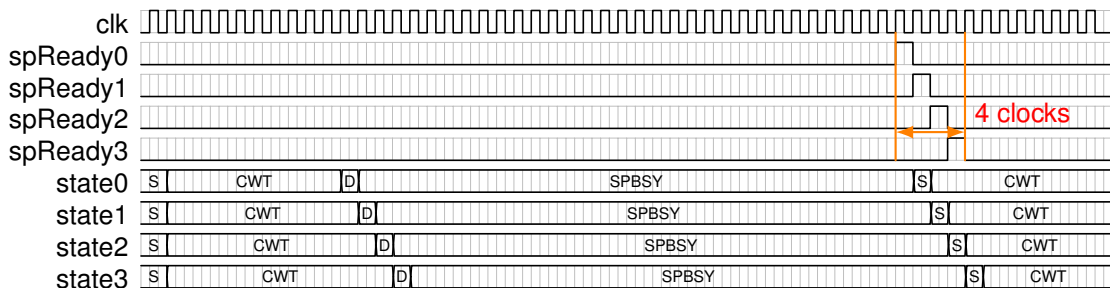 clk
spReady0
spReady1
spReady2
4 clocks
spReady3
state0 S CWT D SPBSY S CWT
state1 S CWT D SPBSY S CWT
state2 S CWT D SPBSY S CWT
state3 S CWT D SPBSY S CWT